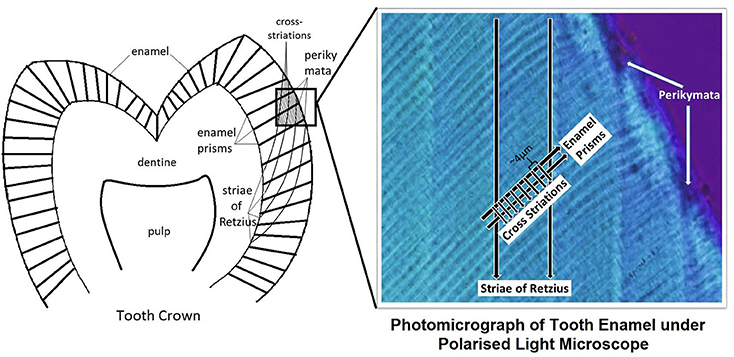 cross-
striations
enamel
periky
mata
enamel
prisms
dentine
striae
of
Retzius
pulp
Tooth Crown
Perikymata
~4μm
Enamel
Prisms
Cross Striations
Striae of Retzius
Photomicrograph of Tooth Enamel under
Polarised Light Microscope